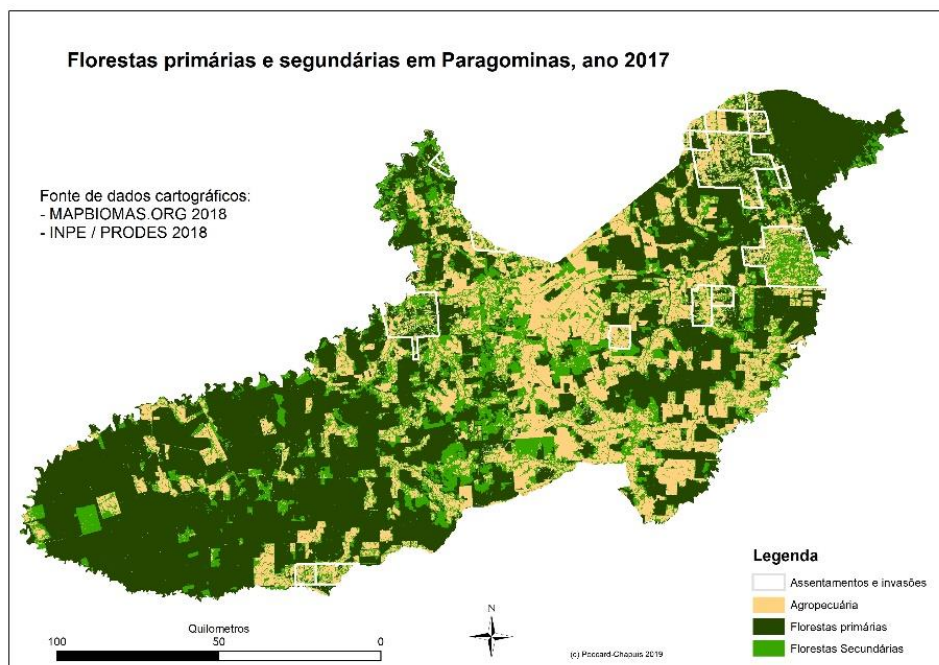 Florestas primárias e segundárias em Paragominas, ano 2017
Fonte de dados cartográficos:
- MAPBIOMAS.ORG 2018
- INPE / PRODES 2018
Legenda
Assentamentos e invasões
Agropecuária
Florestas primárias
Florestas Secundárias
N
Quilometros
100 50 0
(c) Poccard-Chapuis 2019